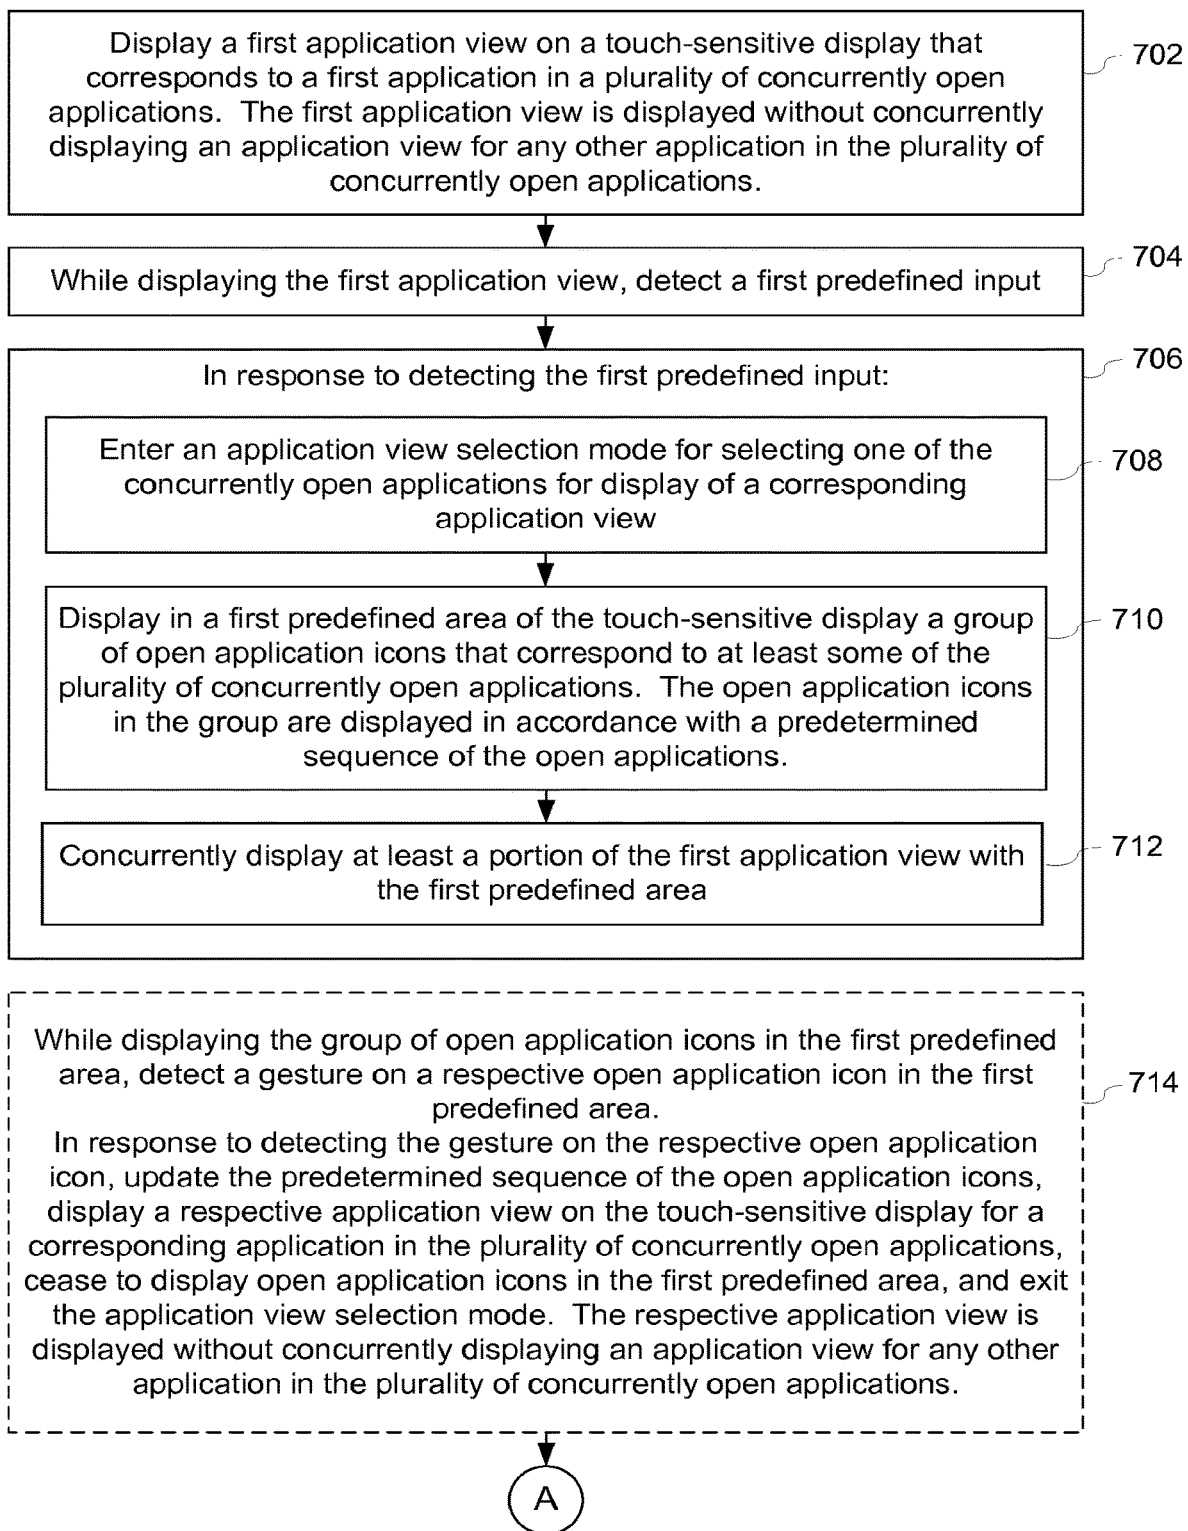 Display a first application view on a touch-sensitive display that
corresponds to a first application in a plurality of concurrently open
applications.  The first application view is displayed without concurrently
displaying an application view for any other application in the plurality of
concurrently open applications.
702
While displaying the first application view, detect a first predefined input
704
In response to detecting the first predefined input:
706
Enter an application view selection mode for selecting one of the
concurrently open applications for display of a corresponding
application view
708
Display in a first predefined area of the touch-sensitive display a group
of open application icons that correspond to at least some of the
plurality of concurrently open applications.  The open application icons
in the group are displayed in accordance with a predetermined
sequence of the open applications.
710
Concurrently display at least a portion of the first application view with
the first predefined area
712
While displaying the group of open application icons in the first predefined
area, detect a gesture on a respective open application icon in the first
predefined area.
In response to detecting the gesture on the respective open application
icon, update the predetermined sequence of the open application icons,
display a respective application view on the touch-sensitive display for a
corresponding application in the plurality of concurrently open applications,
cease to display open application icons in the first predefined area, and exit
the application view selection mode.  The respective application view is
displayed without concurrently displaying an application view for any other
application in the plurality of concurrently open applications.
714
A